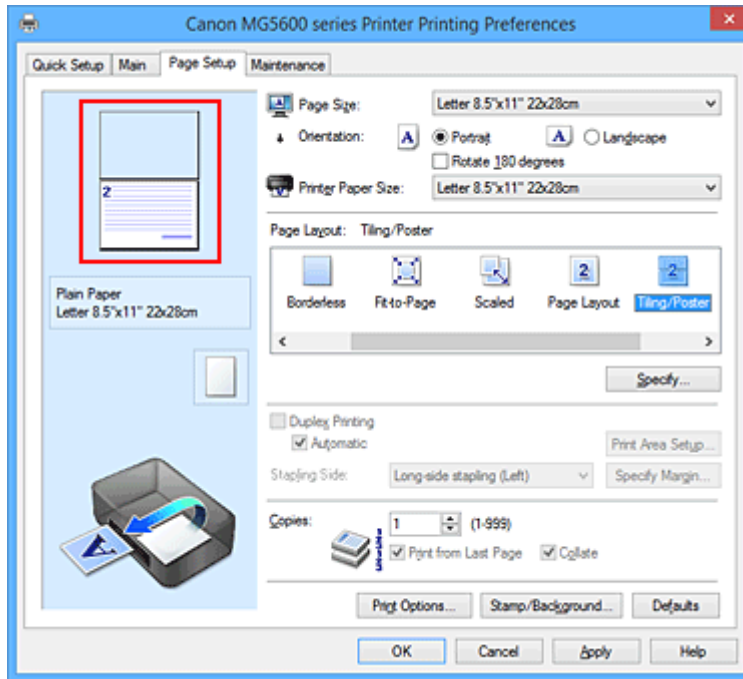 Canon MG5600 series Printer Printing Preferences
Quick Setup Main Page Setup Maintenance
2
Plain Paper
Letter 8.5"x11" 22x28cm
A
Page Size: Letter 8.5"x11" 22x28cm
Orientation: A Portrait A Landscape
Rotate 180 degrees
Printer Paper Size: Letter 8.5"x11" 22x28cm
Page Layout: Tiling/Poster
2 2
Borderless Fit-to-Page Scaled Page Layout Tiling/Poster
Specify...
Duplex Printing
Automatic Print Area Setup...
Stapling Side: Long-side stapling (Left) Specify Margin...
Copies: 1 (1-999)
Print from Last Page Collate
Print Options... Stamp/Background... Defaults
OK Cancel Apply Help